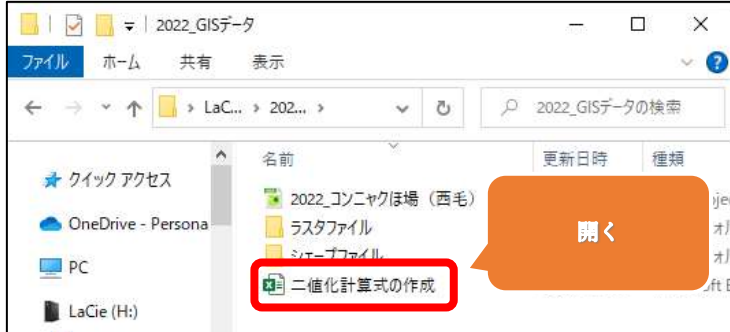 2022_GISデータ
ファイル ホーム 共有 表示
LaC... 202... 2022_GISデータの検索
名前 更新日時 種類
クイック アクセス
2022_コンニャクほ場（西毛）
OneDrive - Persona
ラスタファイル
シェープファイル
PC
二値化計算式の作成
LaCie (H:)
開く